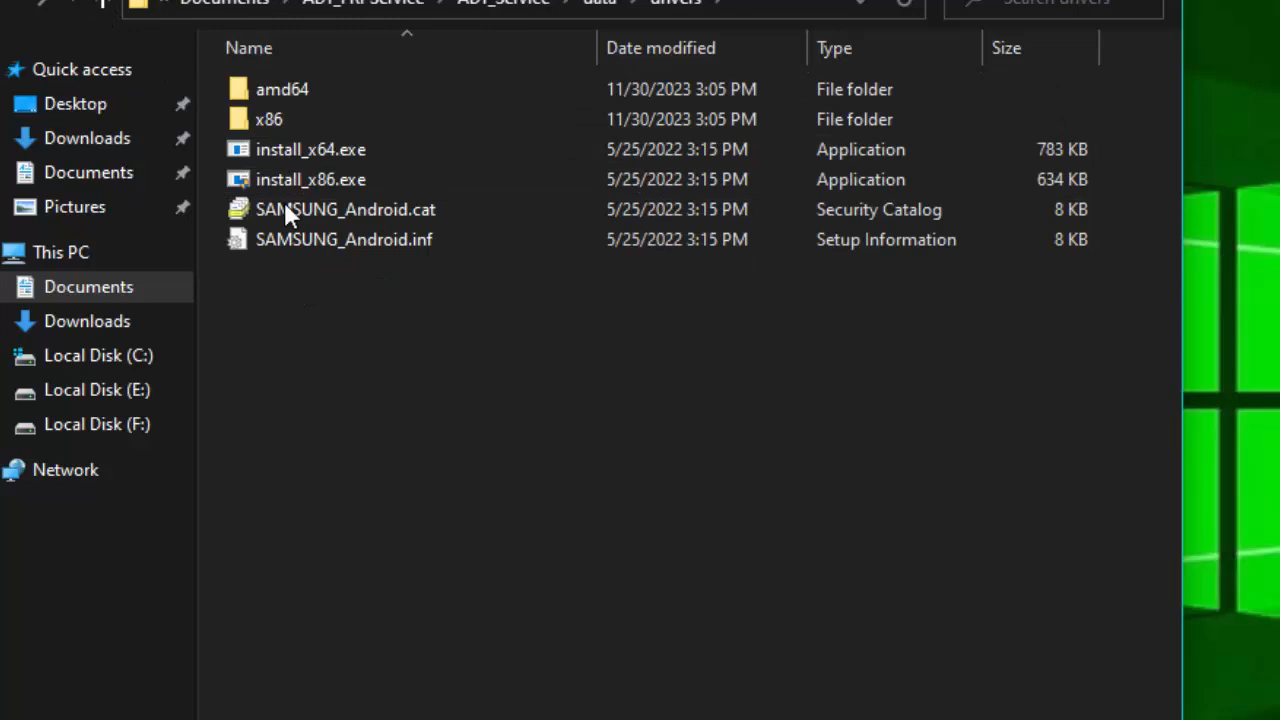 Documents ADT_FRPService ADT_Service data drivers Search drivers
Name Date modified Type Size
Quick access
Desktop
Downloads
Documents
Pictures
This PC
Documents
Downloads
Local Disk (C:)
Local Disk (E:)
Local Disk (F:)
Network
amd64 11/30/2023 3:05 PM File folder
x86 11/30/2023 3:05 PM File folder
install_x64.exe 5/25/2022 3:15 PM Application 783 KB
install_x86.exe 5/25/2022 3:15 PM Application 634 KB
SAMSUNG_Android.cat 5/25/2022 3:15 PM Security Catalog 8 KB
SAMSUNG_Android.inf 5/25/2022 3:15 PM Setup Information 8 KB